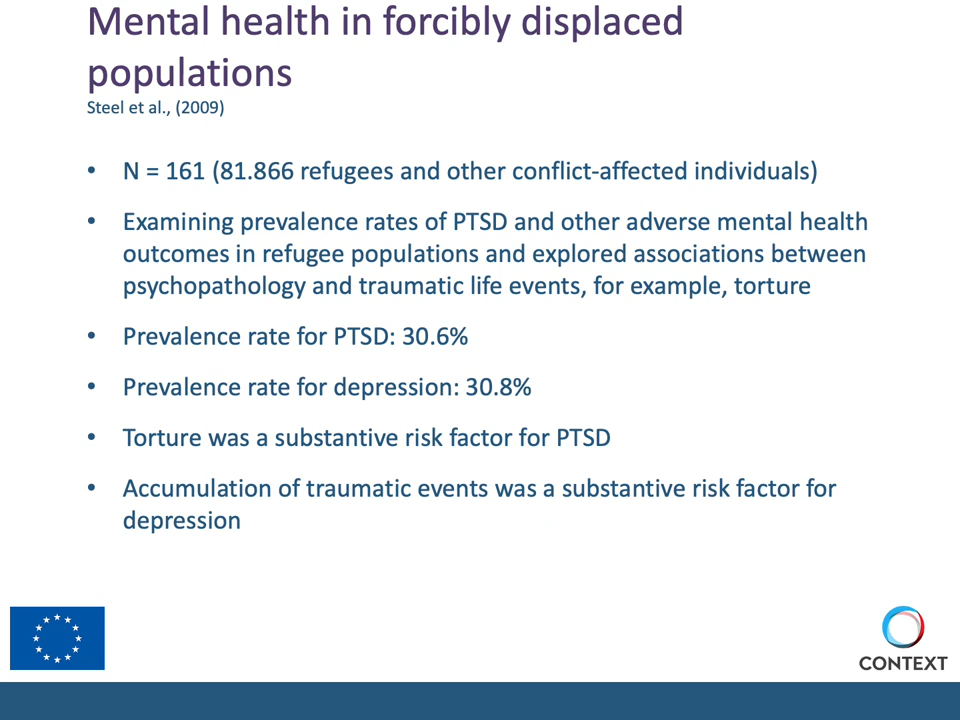 Mental health in forcibly displaced
populations
Steel et al., (2009)
• N = 161 (81.866 refugees and other conflict-affected individuals)
• Examining prevalence rates of PTSD and other adverse mental health
outcomes in refugee populations and explored associations between
psychopathology and traumatic life events, for example, torture
• Prevalence rate for PTSD: 30.6%
• Prevalence rate for depression: 30.8%
• Torture was a substantive risk factor for PTSD
• Accumulation of traumatic events was a substantive risk factor for
depression
CONTEXT